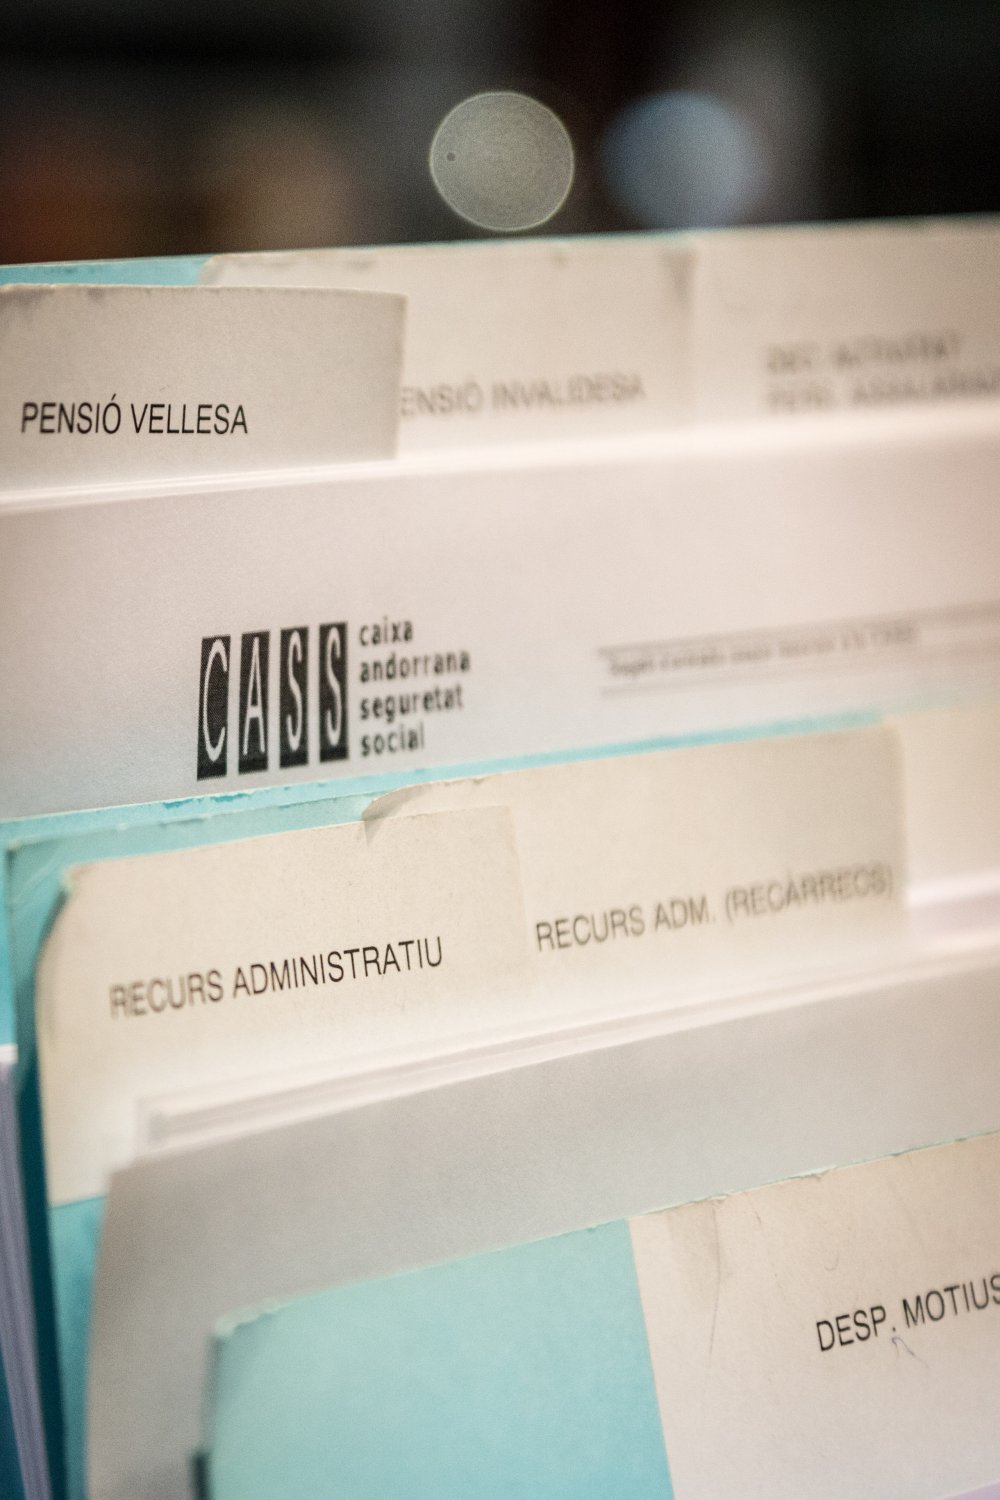 PENSIÓ VELLESA
ENSIÓ INVALIDESA
CASS
caixa
andorrana
seguretat
social
RECURS ADMINISTRATIU
RECURS ADM. (RECÀRRECS)
DESP. MOTIUS